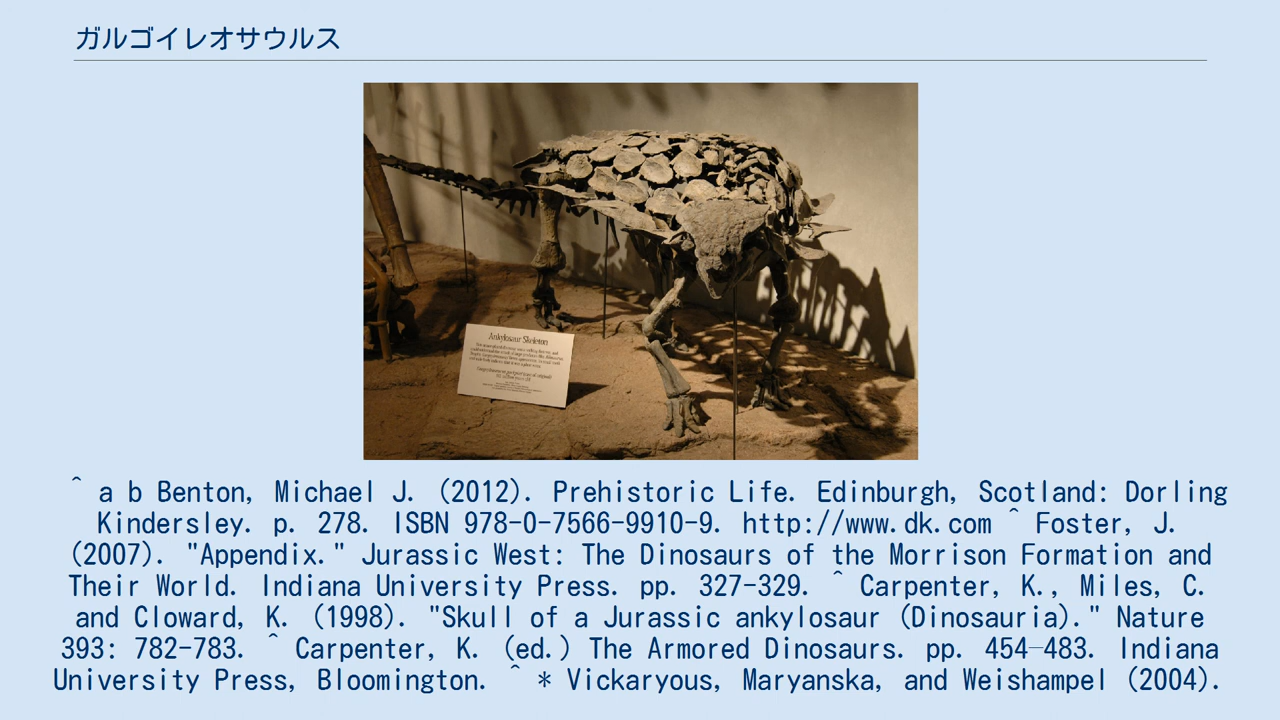 ガルゴイレオサウルス
Ankylosaur Skeleton
^ a b Benton, Michael J. (2012). Prehistoric Life. Edinburgh, Scotland: Dorling
Kindersley. p. 278. ISBN 978-0-7566-9910-9. http://www.dk.com ^ Foster, J.
(2007). "Appendix." Jurassic West: The Dinosaurs of the Morrison Formation and
Their World. Indiana University Press. pp. 327-329. ^ Carpenter, K., Miles, C.
and Cloward, K. (1998). "Skull of a Jurassic ankylosaur (Dinosauria)." Nature
393: 782-783. ^ Carpenter, K. (ed.) The Armored Dinosaurs. pp. 454–483. Indiana
University Press, Bloomington. ^ * Vickaryous, Maryanska, and Weishampel (2004).